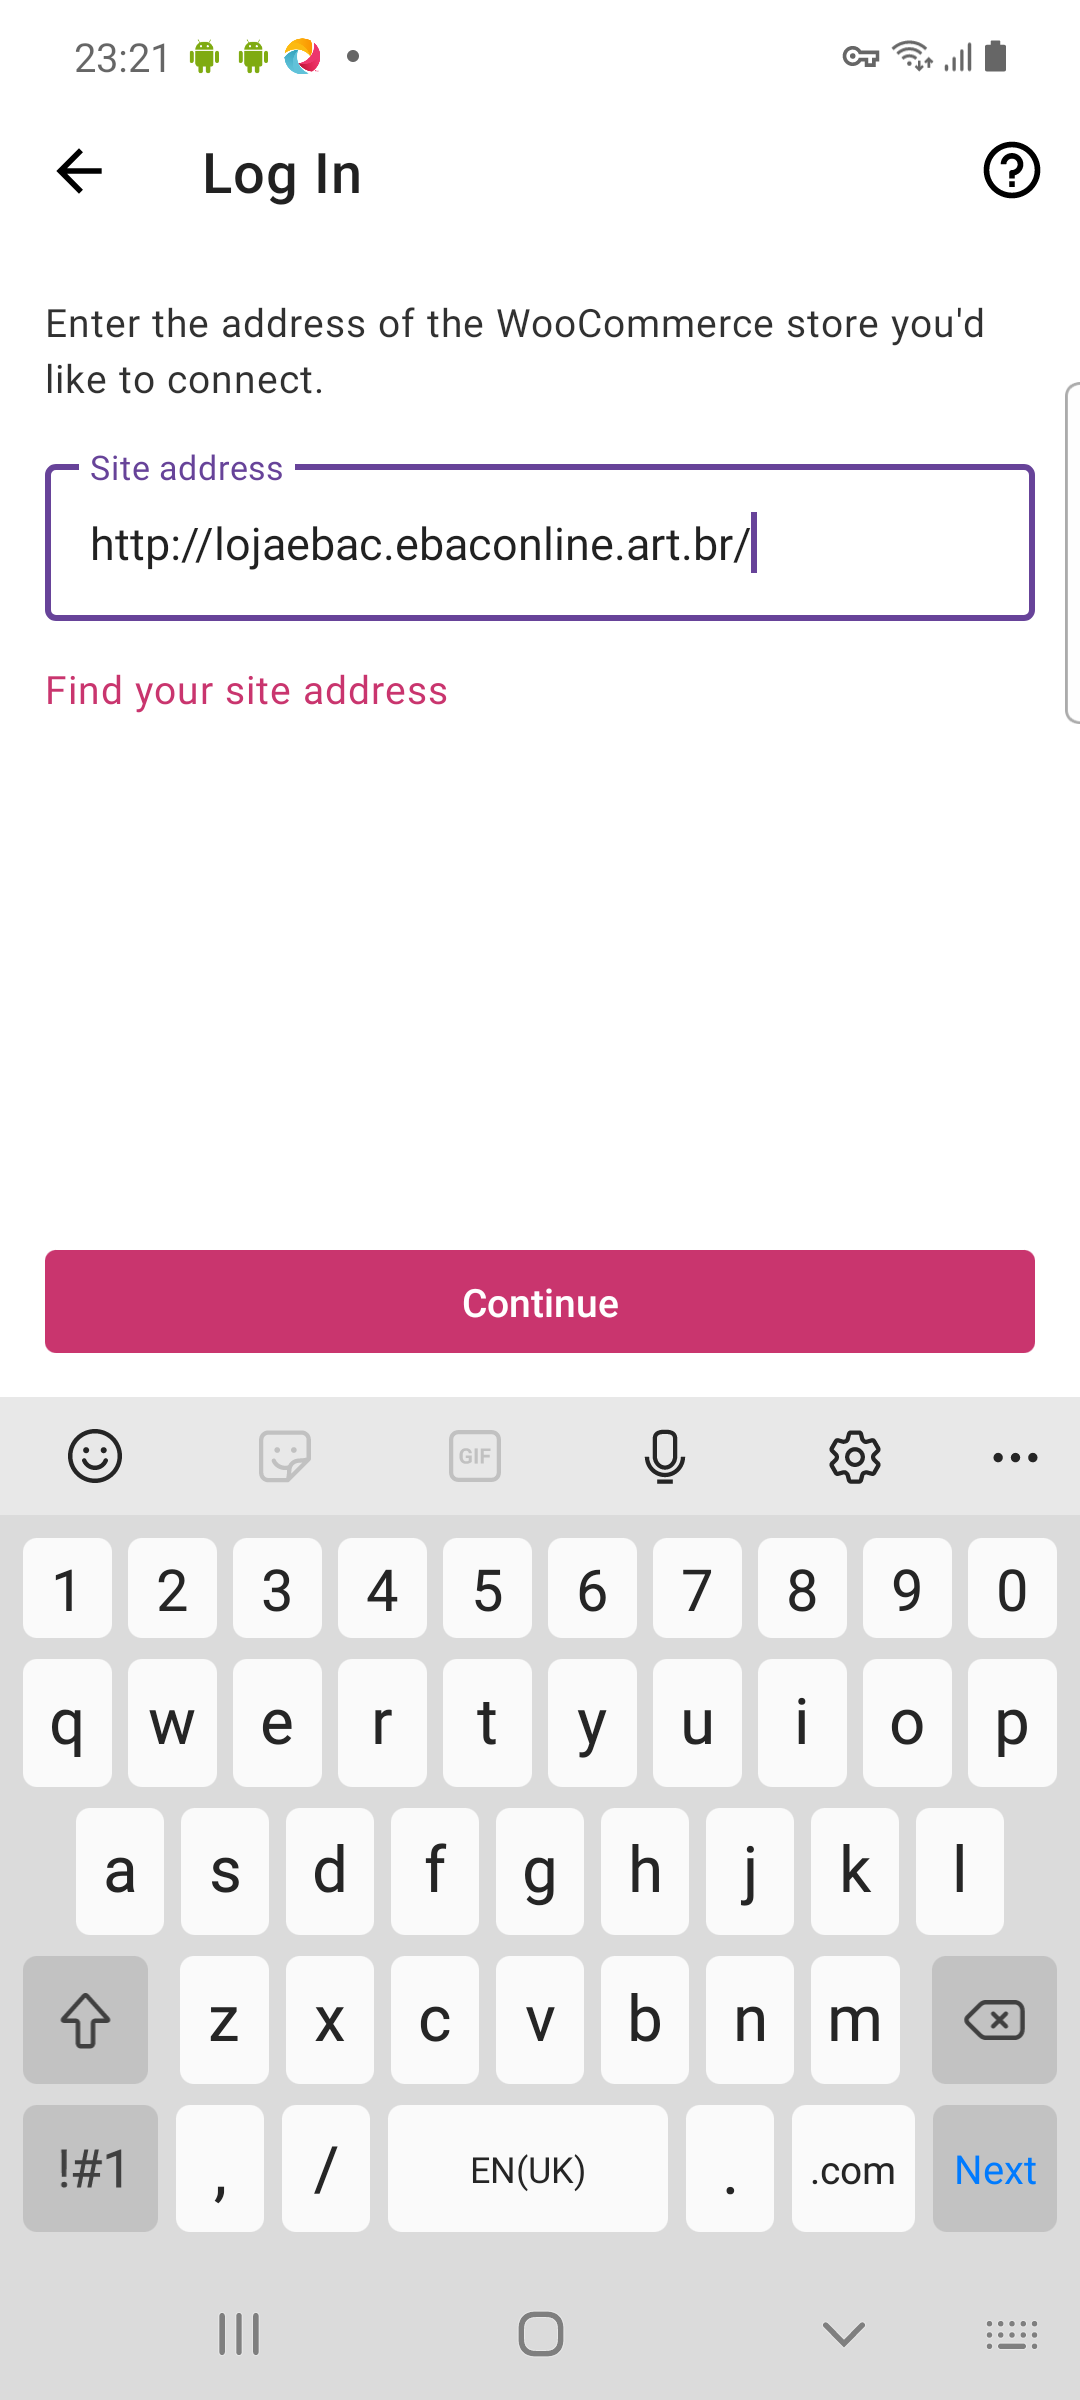 23:21
Log In
Enter the address of the WooCommerce store you'd
like to connect.
Site address
http://lojaebac.ebaconline.art.br/
Find your site address
Continue
GIF
1 2 3 4 5 6 7 8 9 0
q w e r t y u i o p
a s d f g h j k l
z x c v b n m
!#1 , / EN(UK) . .com Next